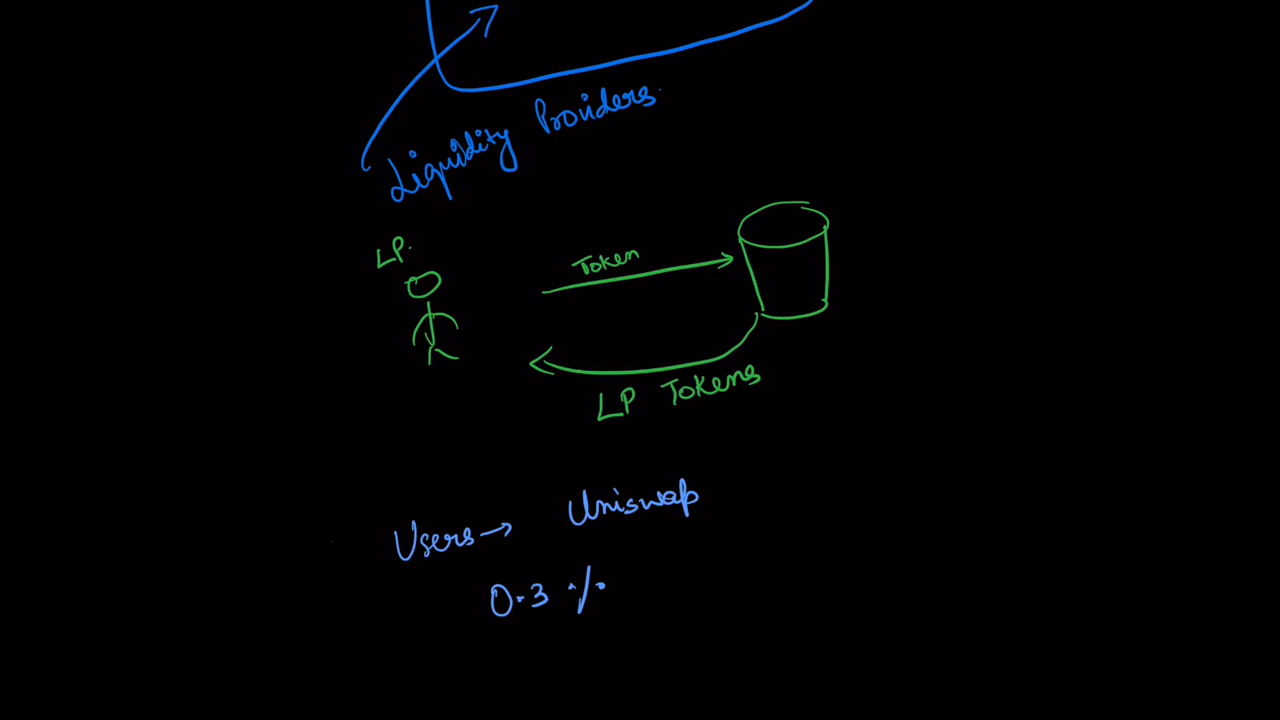 Liquidity Providers
LP.
Token
LP Tokens
Users → Uniswap
0.3 %